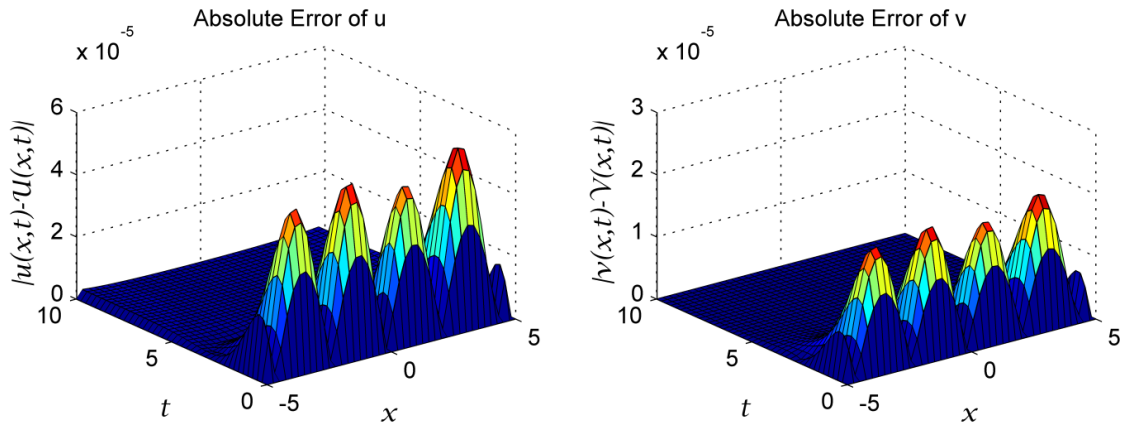 Absolute Error of u
x 10^-5
|u(x,t)-U(x,t)|
6
4
2
0
10
5
0
t
-5
0
5
x
Absolute Error of v
x 10^-5
|v(x,t)-V(x,t)|
3
2
1
0
10
5
0
t
-5
0
5
x